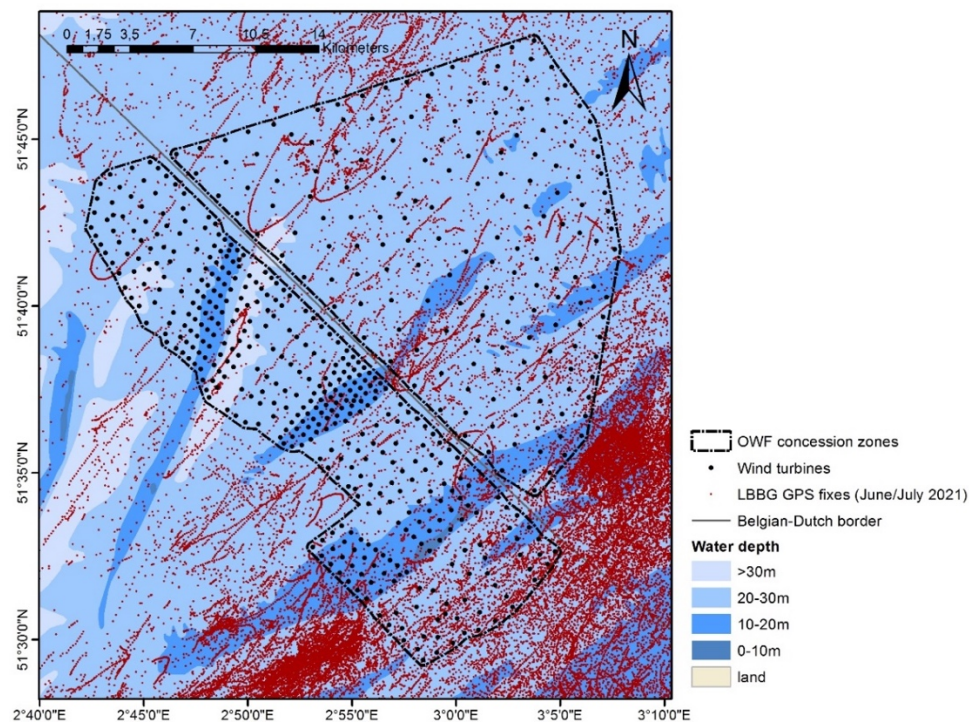 0 1.75 3.5 7 10.5 14
Kilometers
N
51°45'0"N
51°40'0"N
51°35'0"N
51°30'0"N
2°40'0"E 2°45'0"E 2°50'0"E 2°55'0"E 3°0'0"E 3°5'0"E 3°10'0"E
OWF concession zones
Wind turbines
LBBG GPS fixes (June/July 2021)
Belgian-Dutch border
Water depth
>30m
20-30m
10-20m
0-10m
land